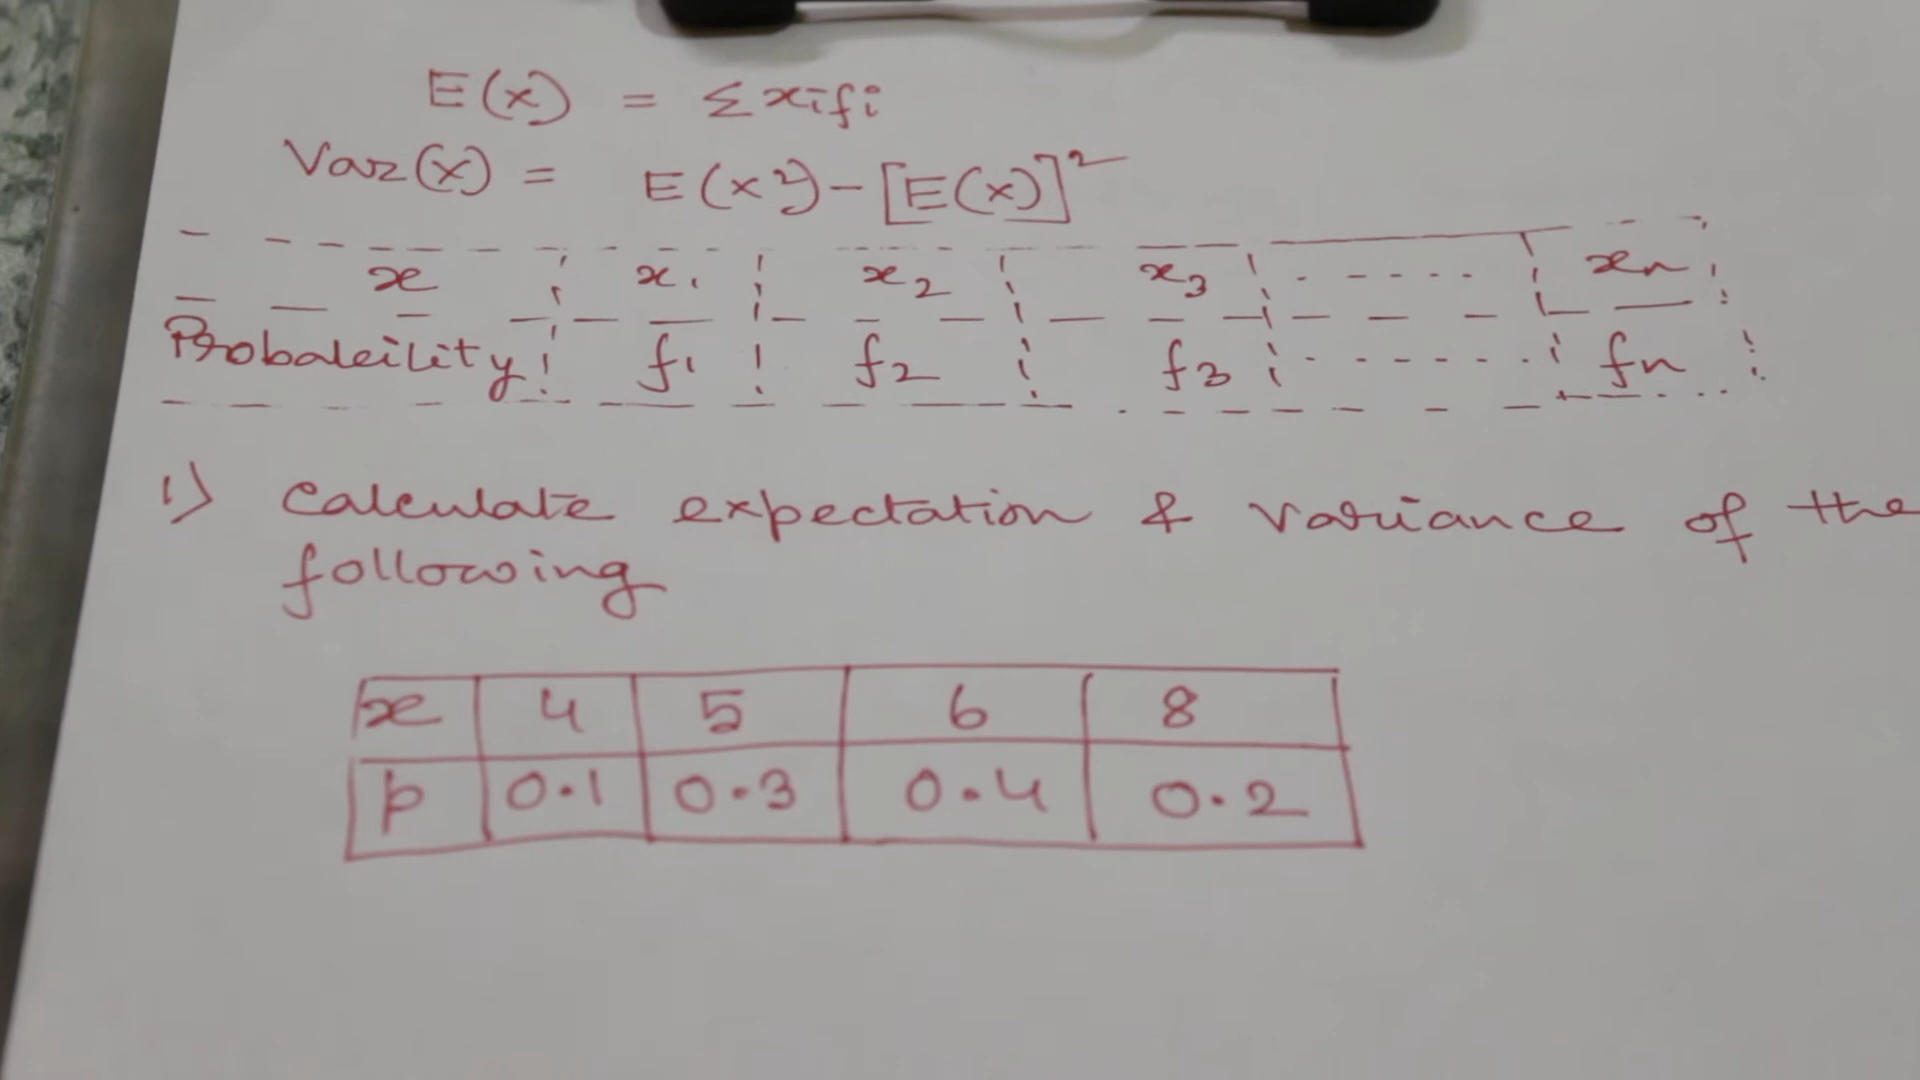 E(x) = Σxifi
Var(x) = E(x²) - [E(x)]²
x x1 x2 x3 ----- xn
Probability f1 f2 f3 ------- fn
1) Calculate expectation & variance of the
following
x 4 5 6 8
p 0.1 0.3 0.4 0.2